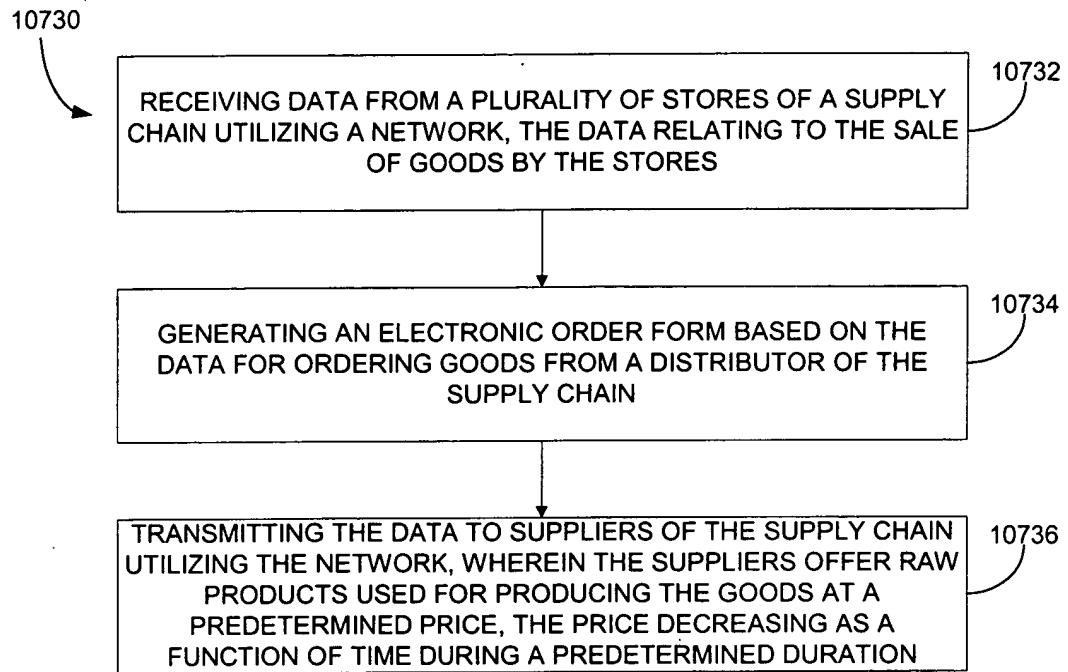 10730
10732
RECEIVING DATA FROM A PLURALITY OF STORES OF A SUPPLY
CHAIN UTILIZING A NETWORK, THE DATA RELATING TO THE SALE
OF GOODS BY THE STORES
10734
GENERATING AN ELECTRONIC ORDER FORM BASED ON THE
DATA FOR ORDERING GOODS FROM A DISTRIBUTOR OF THE
SUPPLY CHAIN
10736
TRANSMITTING THE DATA TO SUPPLIERS OF THE SUPPLY CHAIN
UTILIZING THE NETWORK, WHEREIN THE SUPPLIERS OFFER RAW
PRODUCTS USED FOR PRODUCING THE GOODS AT A
PREDETERMINED PRICE, THE PRICE DECREASING AS A
FUNCTION OF TIME DURING A PREDETERMINED DURATION